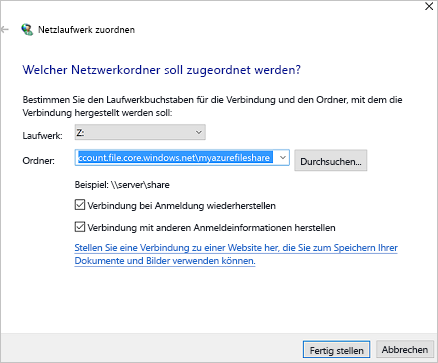 Netzlaufwerk zuordnen
Welcher Netzwerkordner soll zugeordnet werden?
Bestimmen Sie den Laufwerkbuchstaben für die Verbindung und den Ordner, mit dem die
Verbindung hergestellt werden soll:
Laufwerk: Z:
Ordner: ccount.file.core.windows.net\myazurefileshare Durchsuchen...
Beispiel: \\server\share
Verbindung bei Anmeldung wiederherstellen
Verbindung mit anderen Anmeldeinformationen herstellen
Stellen Sie eine Verbindung zu einer Website her, die Sie zum Speichern Ihrer
Dokumente und Bilder verwenden können.
Fertig stellen Abbrechen